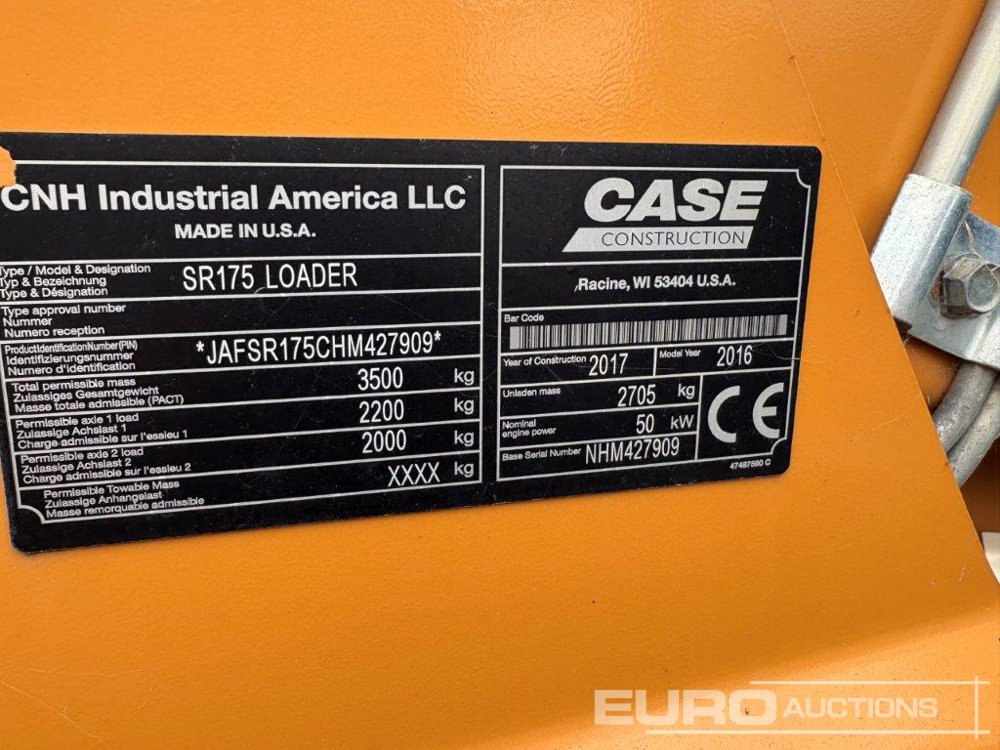 CNH Industrial America LLC
MADE IN U.S.A.
Type / Model & Designation
Typ & Bezeichnung
Type & Désignation
SR175 LOADER
Type approval number
Nummer
Numero reception
ProductIdentificationNumber(PIN)
Identifizierungsnummer
Numero d'identification
*JAFSR175CHM427909*
Total permissible mass
Zulassiges Gesamtgewicht
Masse totale admissible (PACT)
3500 kg
Permissible axle 1 load
Zulassige Achslast 1
Charge admissible sur l'essieu 1
2200 kg
Permissible axle 2 load
Zulassige Achslast 2
Charge admissible sur l'essieu 2
2000 kg
Permissible Towable Mass
Zulassige Anhangelast
Masse remorquable admissible
XXXX kg
CASE
CONSTRUCTION
Racine, WI 53404 U.S.A.
Bar Code
Year of Construction 2017 Model Year 2016
Unladen mass 2705 kg
Nominal
engine power 50 kW
Base Serial Number NHM427909
CE
47497590 C
EURO AUCTIONS